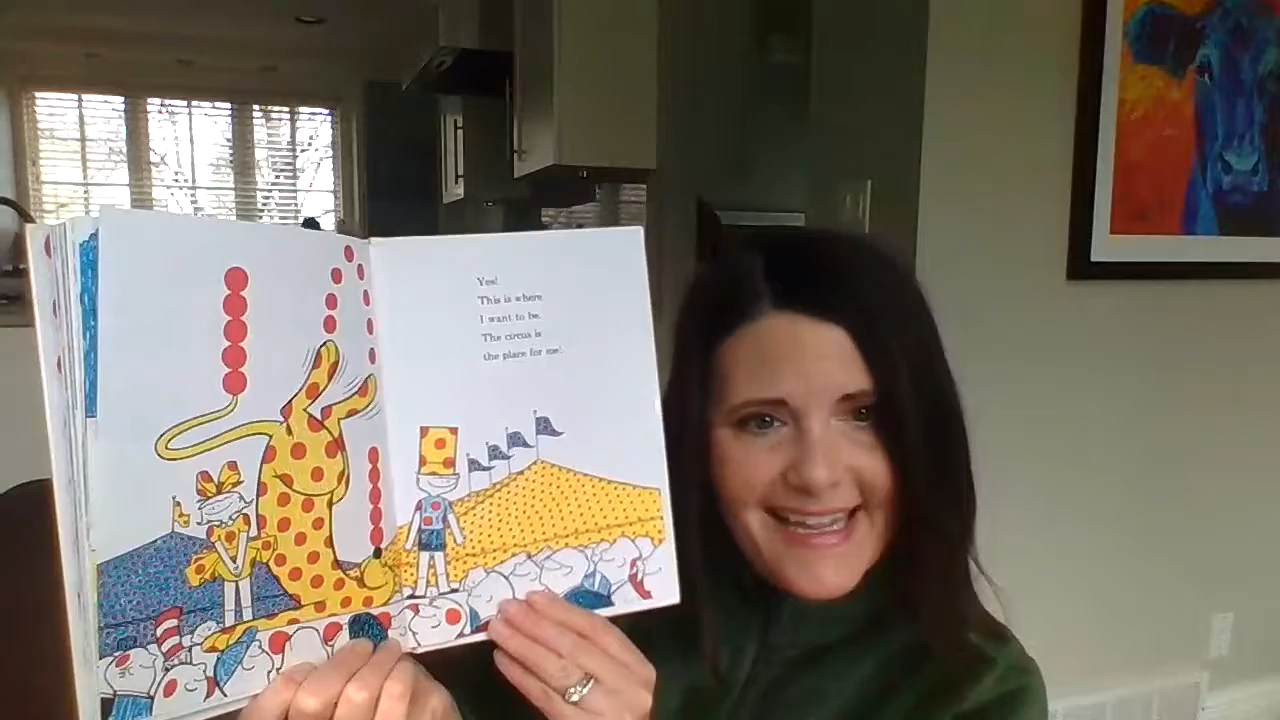 Yes!
This is where
I want to be.
The circus is
the place for me!